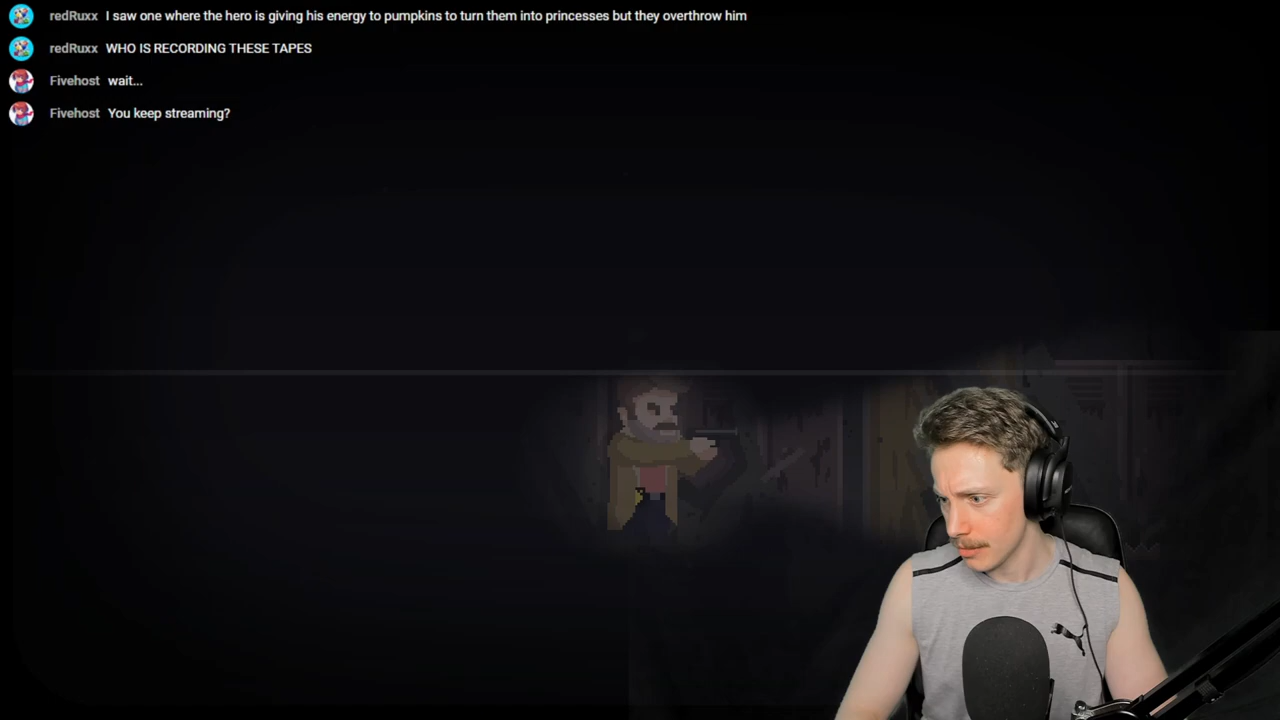 redRuxx I saw one where the hero is giving his energy to pumpkins to turn them into princesses but they overthrow him
redRuxx WHO IS RECORDING THESE TAPES
Fivehost wait...
Fivehost You keep streaming?